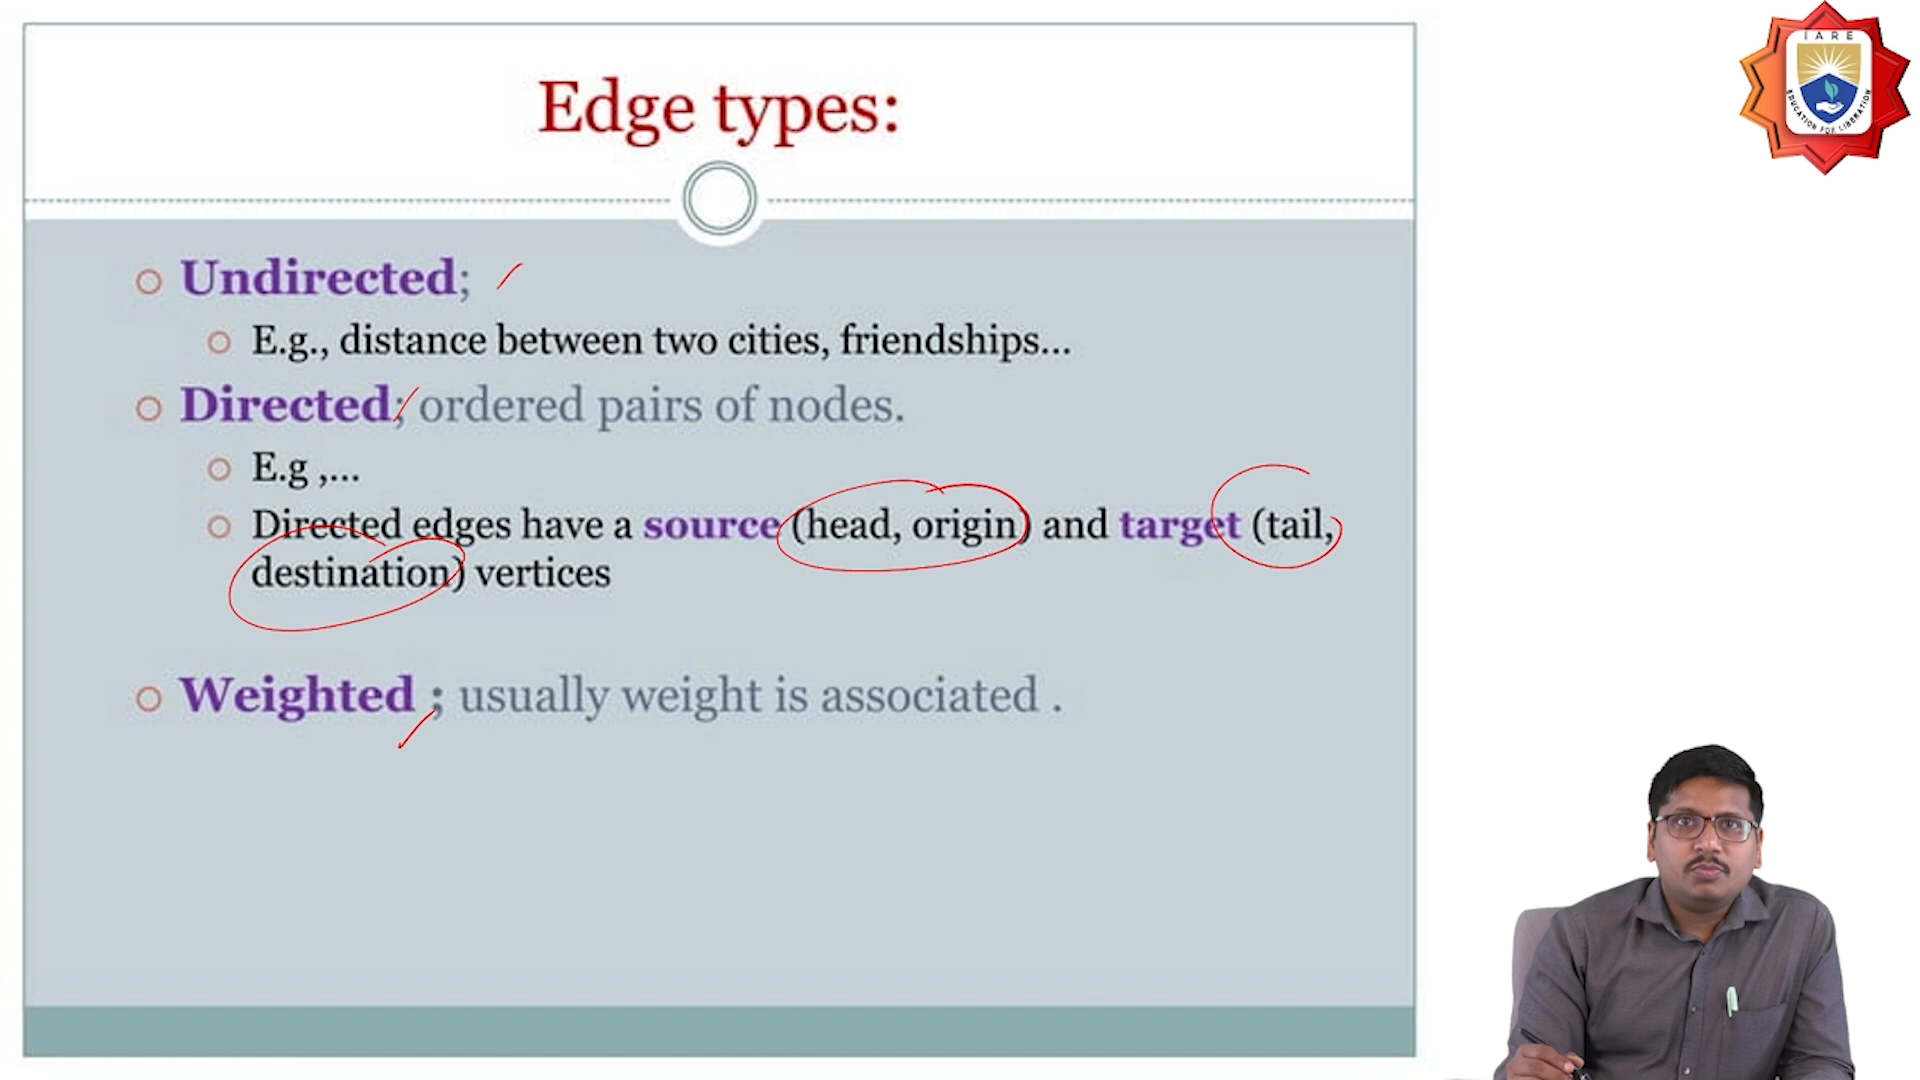 Edge types:
Undirected;
E.g., distance between two cities, friendships...
Directed; ordered pairs of nodes.
E.g ,...
Directed edges have a source (head, origin) and target (tail,
destination) vertices
Weighted ; usually weight is associated .
IARE
EDUCATION FOR LIBERATION